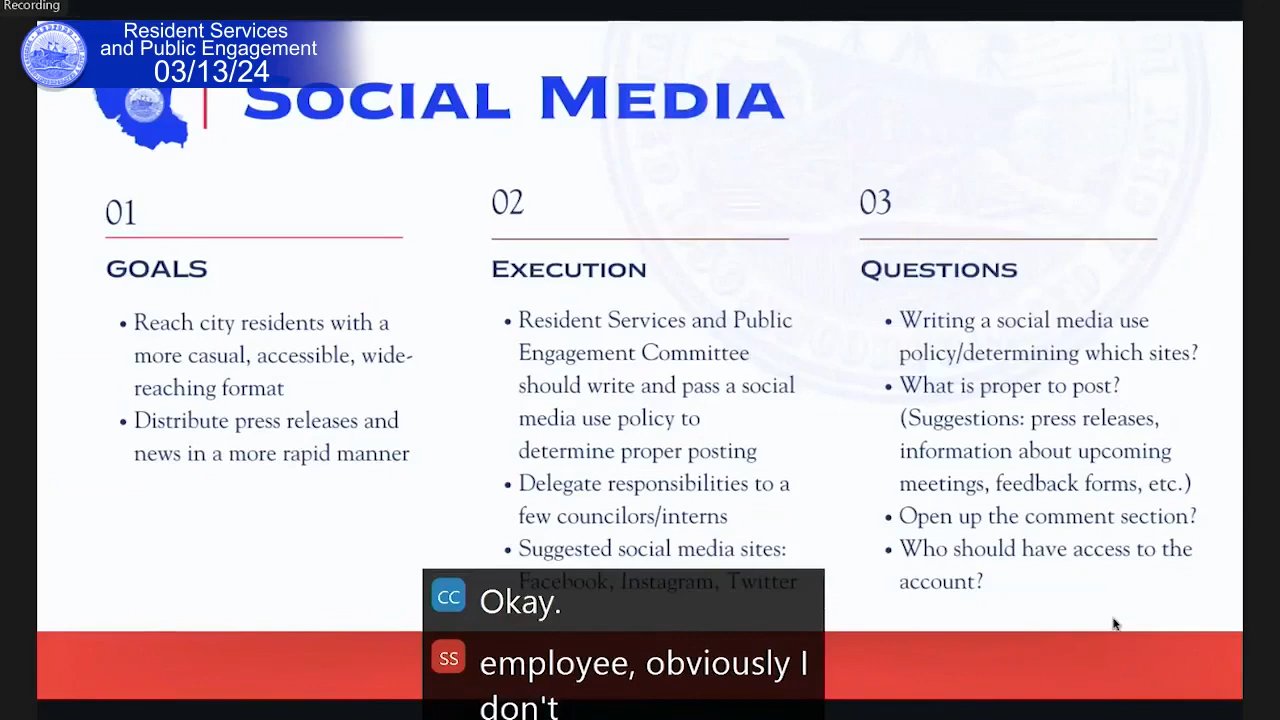 Recording
Resident Services
and Public Engagement
03/13/24
SOCIAL MEDIA
01
GOALS
• Reach city residents with a
more casual, accessible, wide-
reaching format
• Distribute press releases and
news in a more rapid manner
02
EXECUTION
• Resident Services and Public
Engagement Committee
should write and pass a social
media use policy to
determine proper posting
• Delegate responsibilities to a
few councilors/interns
• Suggested social media sites:
Facebook, Instagram, Twitter
03
QUESTIONS
• Writing a social media use
policy/determining which sites?
• What is proper to post?
(Suggestions: press releases,
information about upcoming
meetings, feedback forms, etc.)
• Open up the comment section?
• Who should have access to the
account?
CC Okay.
SS employee, obviously I
don't